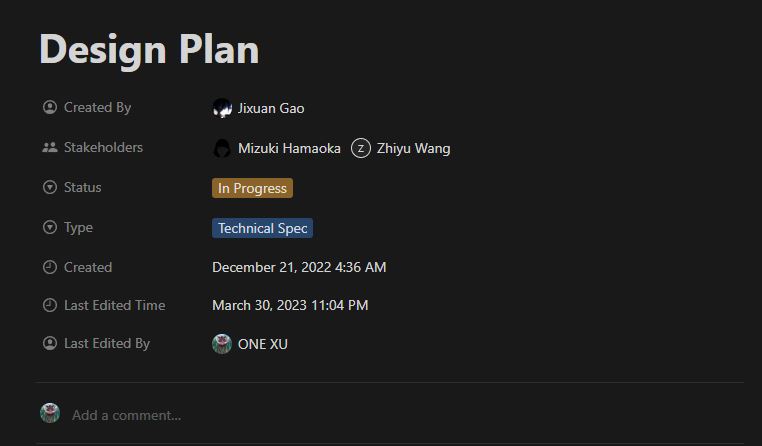 Design Plan
Created By Jixuan Gao
Stakeholders Mizuki Hamaoka Z Zhiyu Wang
Status In Progress
Type Technical Spec
Created December 21, 2022 4:36 AM
Last Edited Time March 30, 2023 11:04 PM
Last Edited By ONE XU
Add a comment...